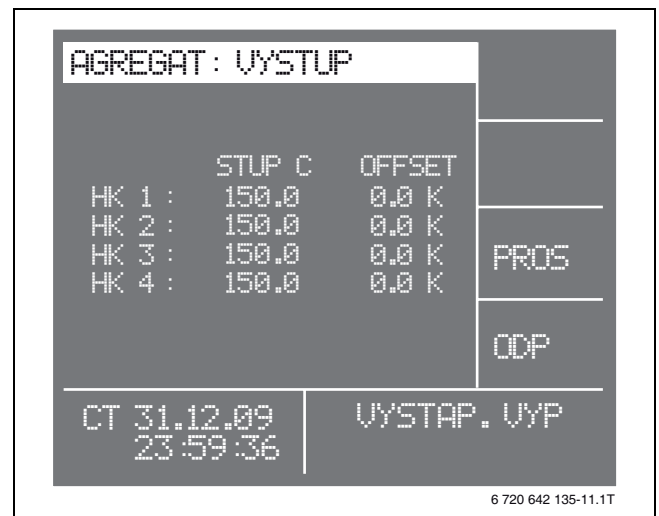 AGREGAT: VYSTUP
STUP C OFFSET
HK 1: 150.0 0.0 K
HK 2: 150.0 0.0 K
HK 3: 150.0 0.0 K
HK 4: 150.0 0.0 K
PROS
ODP
CT 31.12.09
23:59:36
VYSTAP. VYP
6 720 642 135-11.1T